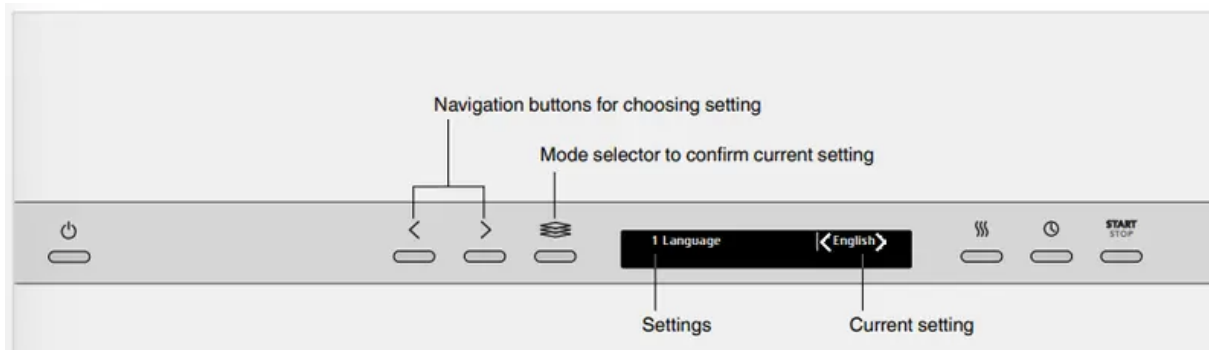 Navigation buttons for choosing setting
Mode selector to confirm current setting
1 Language
English
START
STOP
Settings
Current setting